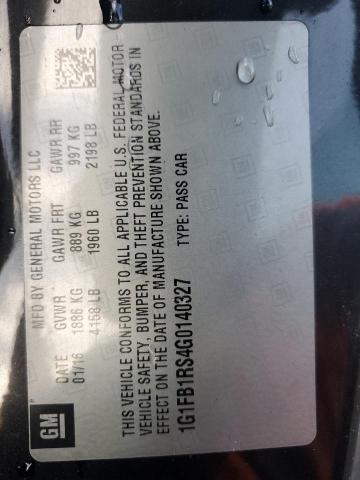 GM
MFD BY GENERAL MOTORS LLC
DATE GVWR GAWR FRT GAWR RR
01/16 1886 KG 889 KG 997 KG
4158 LB 1960 LB 2198 LB
THIS VEHICLE CONFORMS TO ALL APPLICABLE U.S. FEDERAL MOTOR
VEHICLE SAFETY, BUMPER, AND THEFT PREVENTION STANDARDS IN
EFFECT ON THE DATE OF MANUFACTURE SHOWN ABOVE.
1G1FB1RS4G0140327 TYPE: PASS CAR